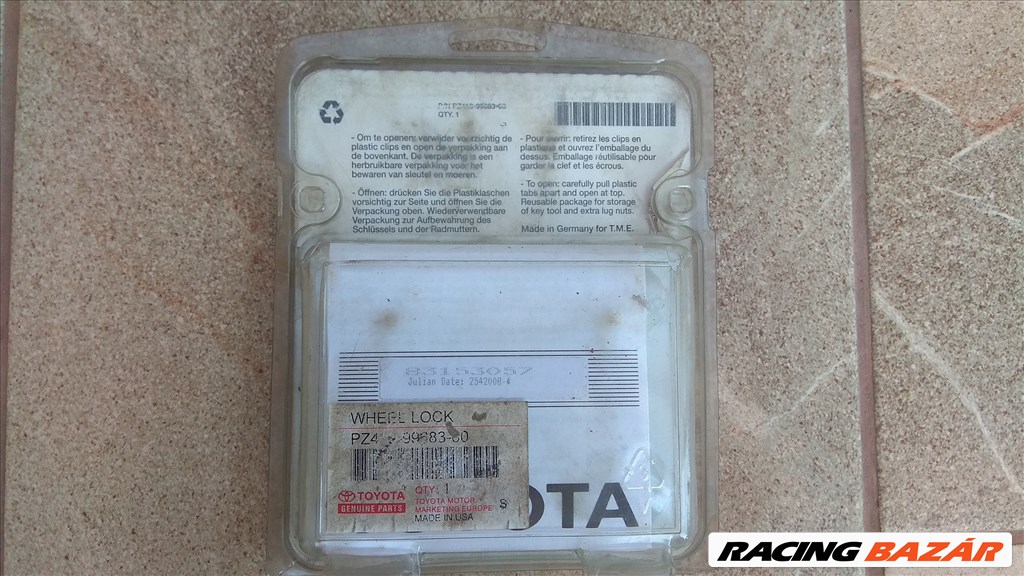 QTY. 1
- Om te openen: verwijder voorzichtig de
plastic clips en open de verpakking aan
de bovenkant. De verpakking is een
herbruikbare verpakking voor het
bewaren van sleutel en moeren.
- Öffnen: drücken Sie die Plastiklaschen
vorsichtig zur Seite und öffnen Sie die
Verpackung oben. Wiederverwendbare
Verpackung zur Aufbewahrung des
Schlüssels und der Radmuttern.
- Pour ouvrir: retirez les clips en
plastique et ouvrez l'emballage du
dessus. Emballage réutilisable pour
garder la clef et les écrous.
- To open: carefully pull plastic
tabs apart and open at top.
Reusable package for storage
of key tool and extra lug nuts.
Made in Germany for T.M.E.
83153057
Julian Date: 2542008-4
WHEEL LOCK
TOYOTA
GENUINE PARTS
QTY: 1
TOYOTA MOTOR
MARKETING EUROPE
MADE IN USA
OTA
RACING BAZÁR